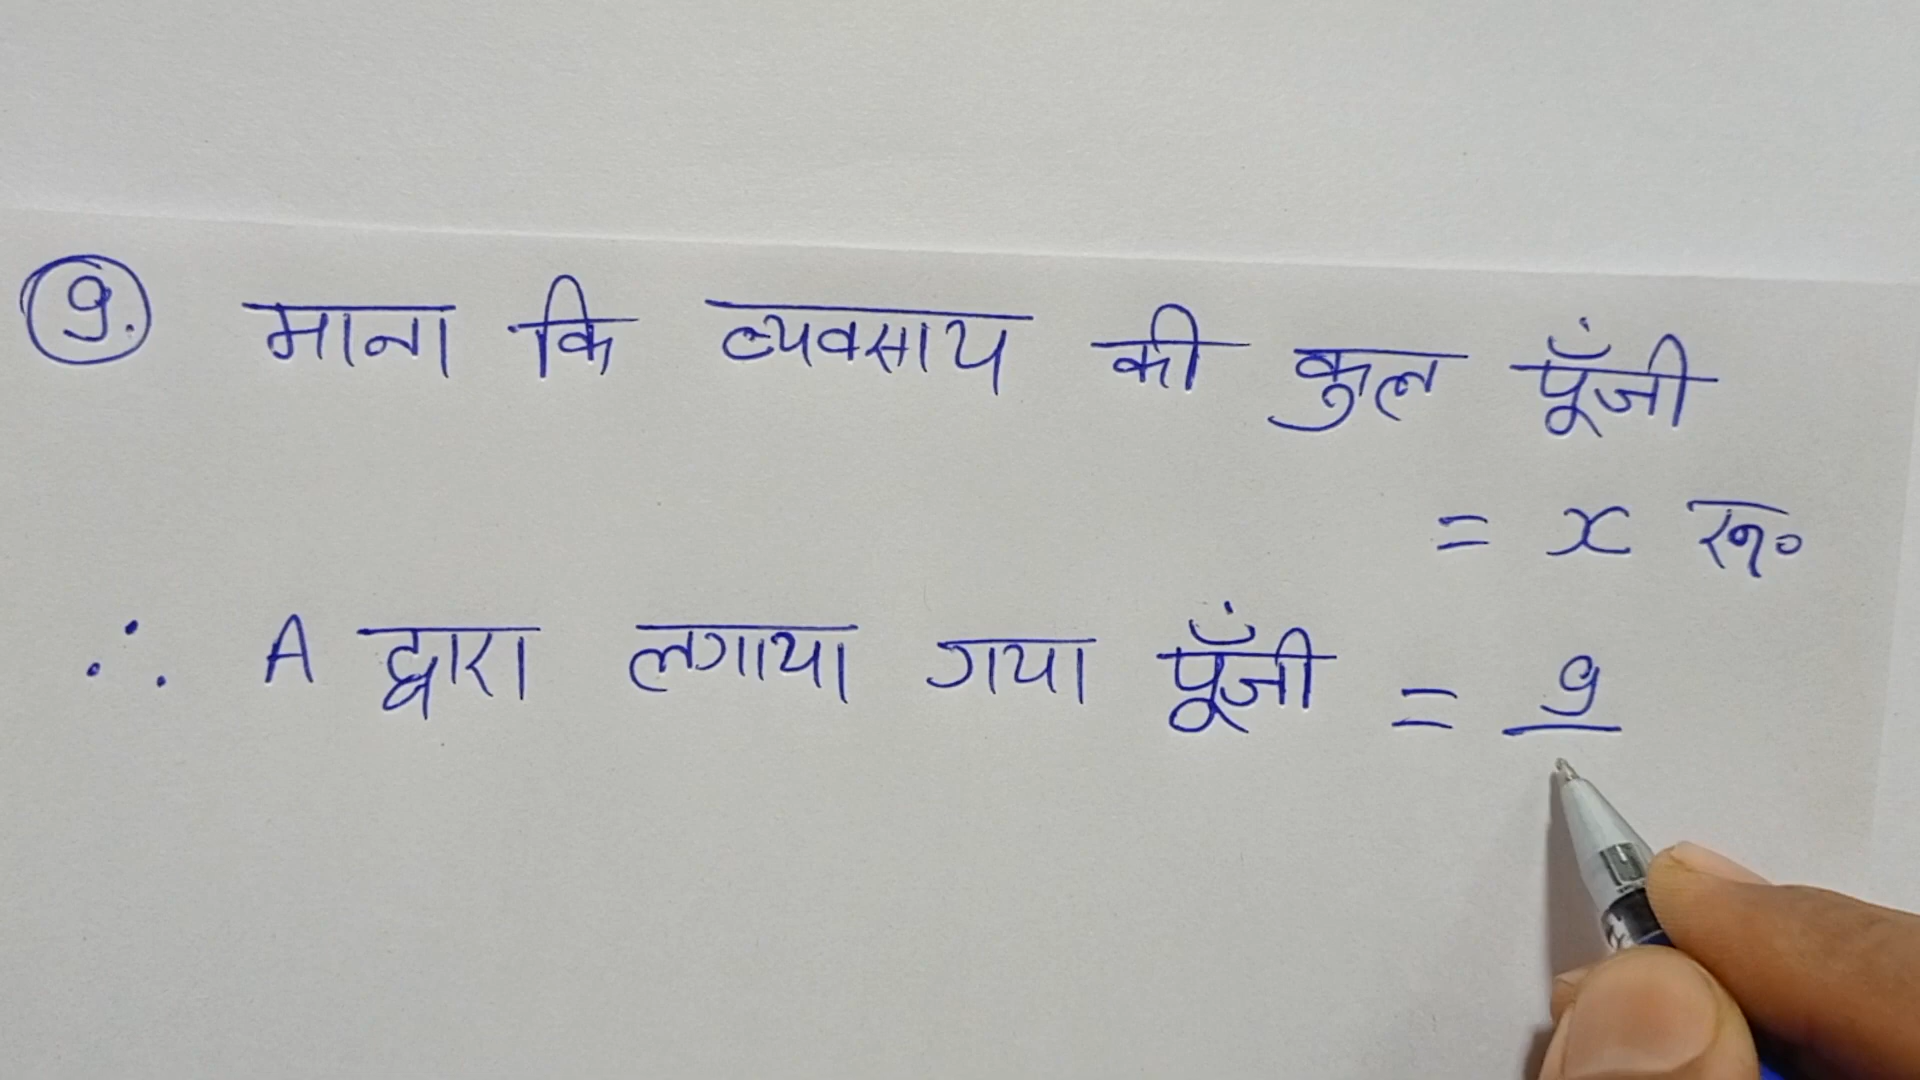 9. माना कि व्यवसाय की कुल पूँजी
= x रू०
∴ A द्वारा लगाया गया पूँजी = 9/